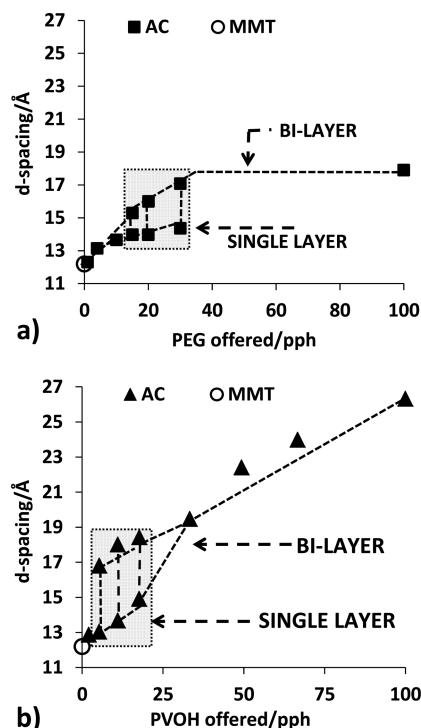 AC MMT
27
25
23
21
19
17
15
13
11
d-spacing/Å
BI-LAYER
SINGLE LAYER
0 20 40 60 80 100
PEG offered/pph
a)
AC MMT
27
25
23
21
19
17
15
13
11
d-spacing/Å
BI-LAYER
SINGLE LAYER
0 25 50 75 100
PVOH offered/pph
b)